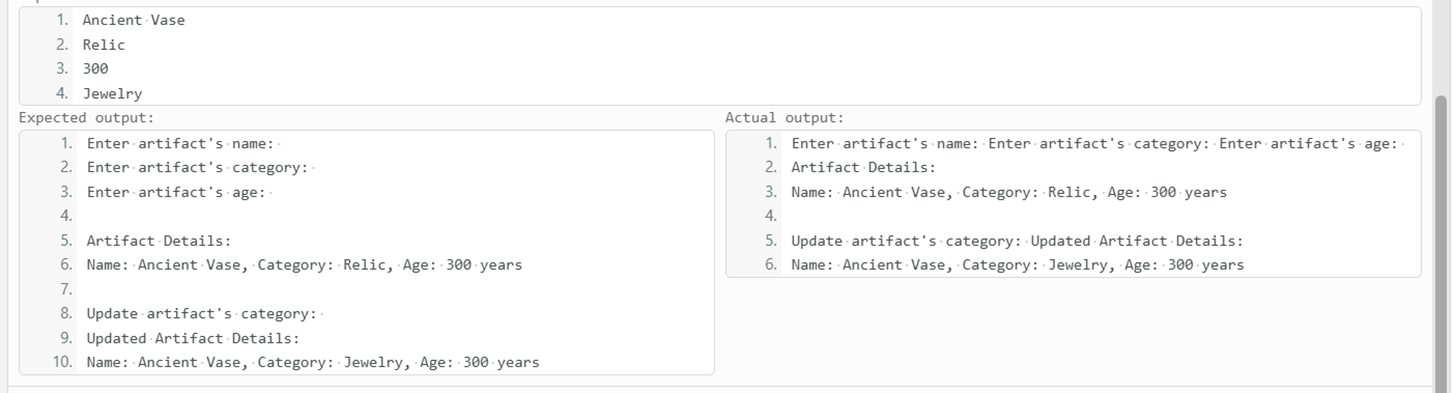 1. Ancient Vase
2. Relic
3. 300
4. Jewelry
Expected output:
1. Enter artifact's name:
2. Enter artifact's category:
3. Enter artifact's age:
4.
5. Artifact Details:
6. Name: Ancient Vase, Category: Relic, Age: 300 years
7.
8. Update artifact's category:
9. Updated Artifact Details:
10. Name: Ancient Vase, Category: Jewelry, Age: 300 years
Actual output:
1. Enter artifact's name: Enter artifact's category: Enter artifact's age:
2. Artifact Details:
3. Name: Ancient Vase, Category: Relic, Age: 300 years
4.
5. Update artifact's category: Updated Artifact Details:
6. Name: Ancient Vase, Category: Jewelry, Age: 300 years